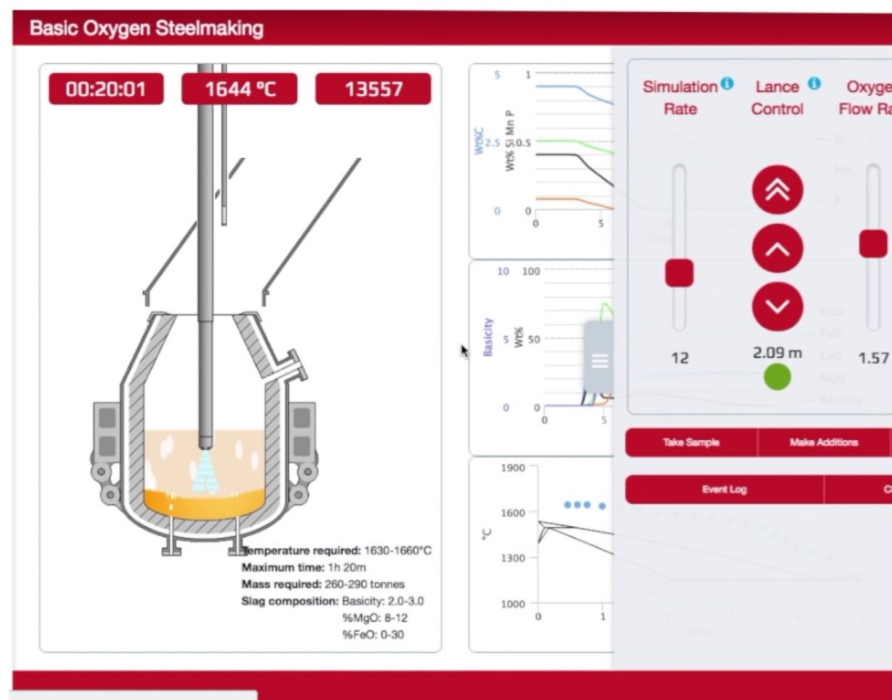 Basic Oxygen Steelmaking
00:20:01
1644 ºC
13557
Temperature required: 1630-1660°C
Maximum time: 1h 20m
Mass required: 260-290 tonnes
Slag composition: Basicity: 2.0-3.0
%MgO: 8-12
%FeO: 0-30
5
1
Wt%C
2.5
Wt% Si Mn P
0.5
0
0
0
5
10
100
Basicity
5
Wt%
50
0
0
0
5
1900
1600
°C
1300
1000
0
1
Simulation Rate
Lance Control
Oxyge
Flow Ra
12
2.09 m
1.57
Take Sample
Make Additions
Event Log
FeO
MgO
Basicity